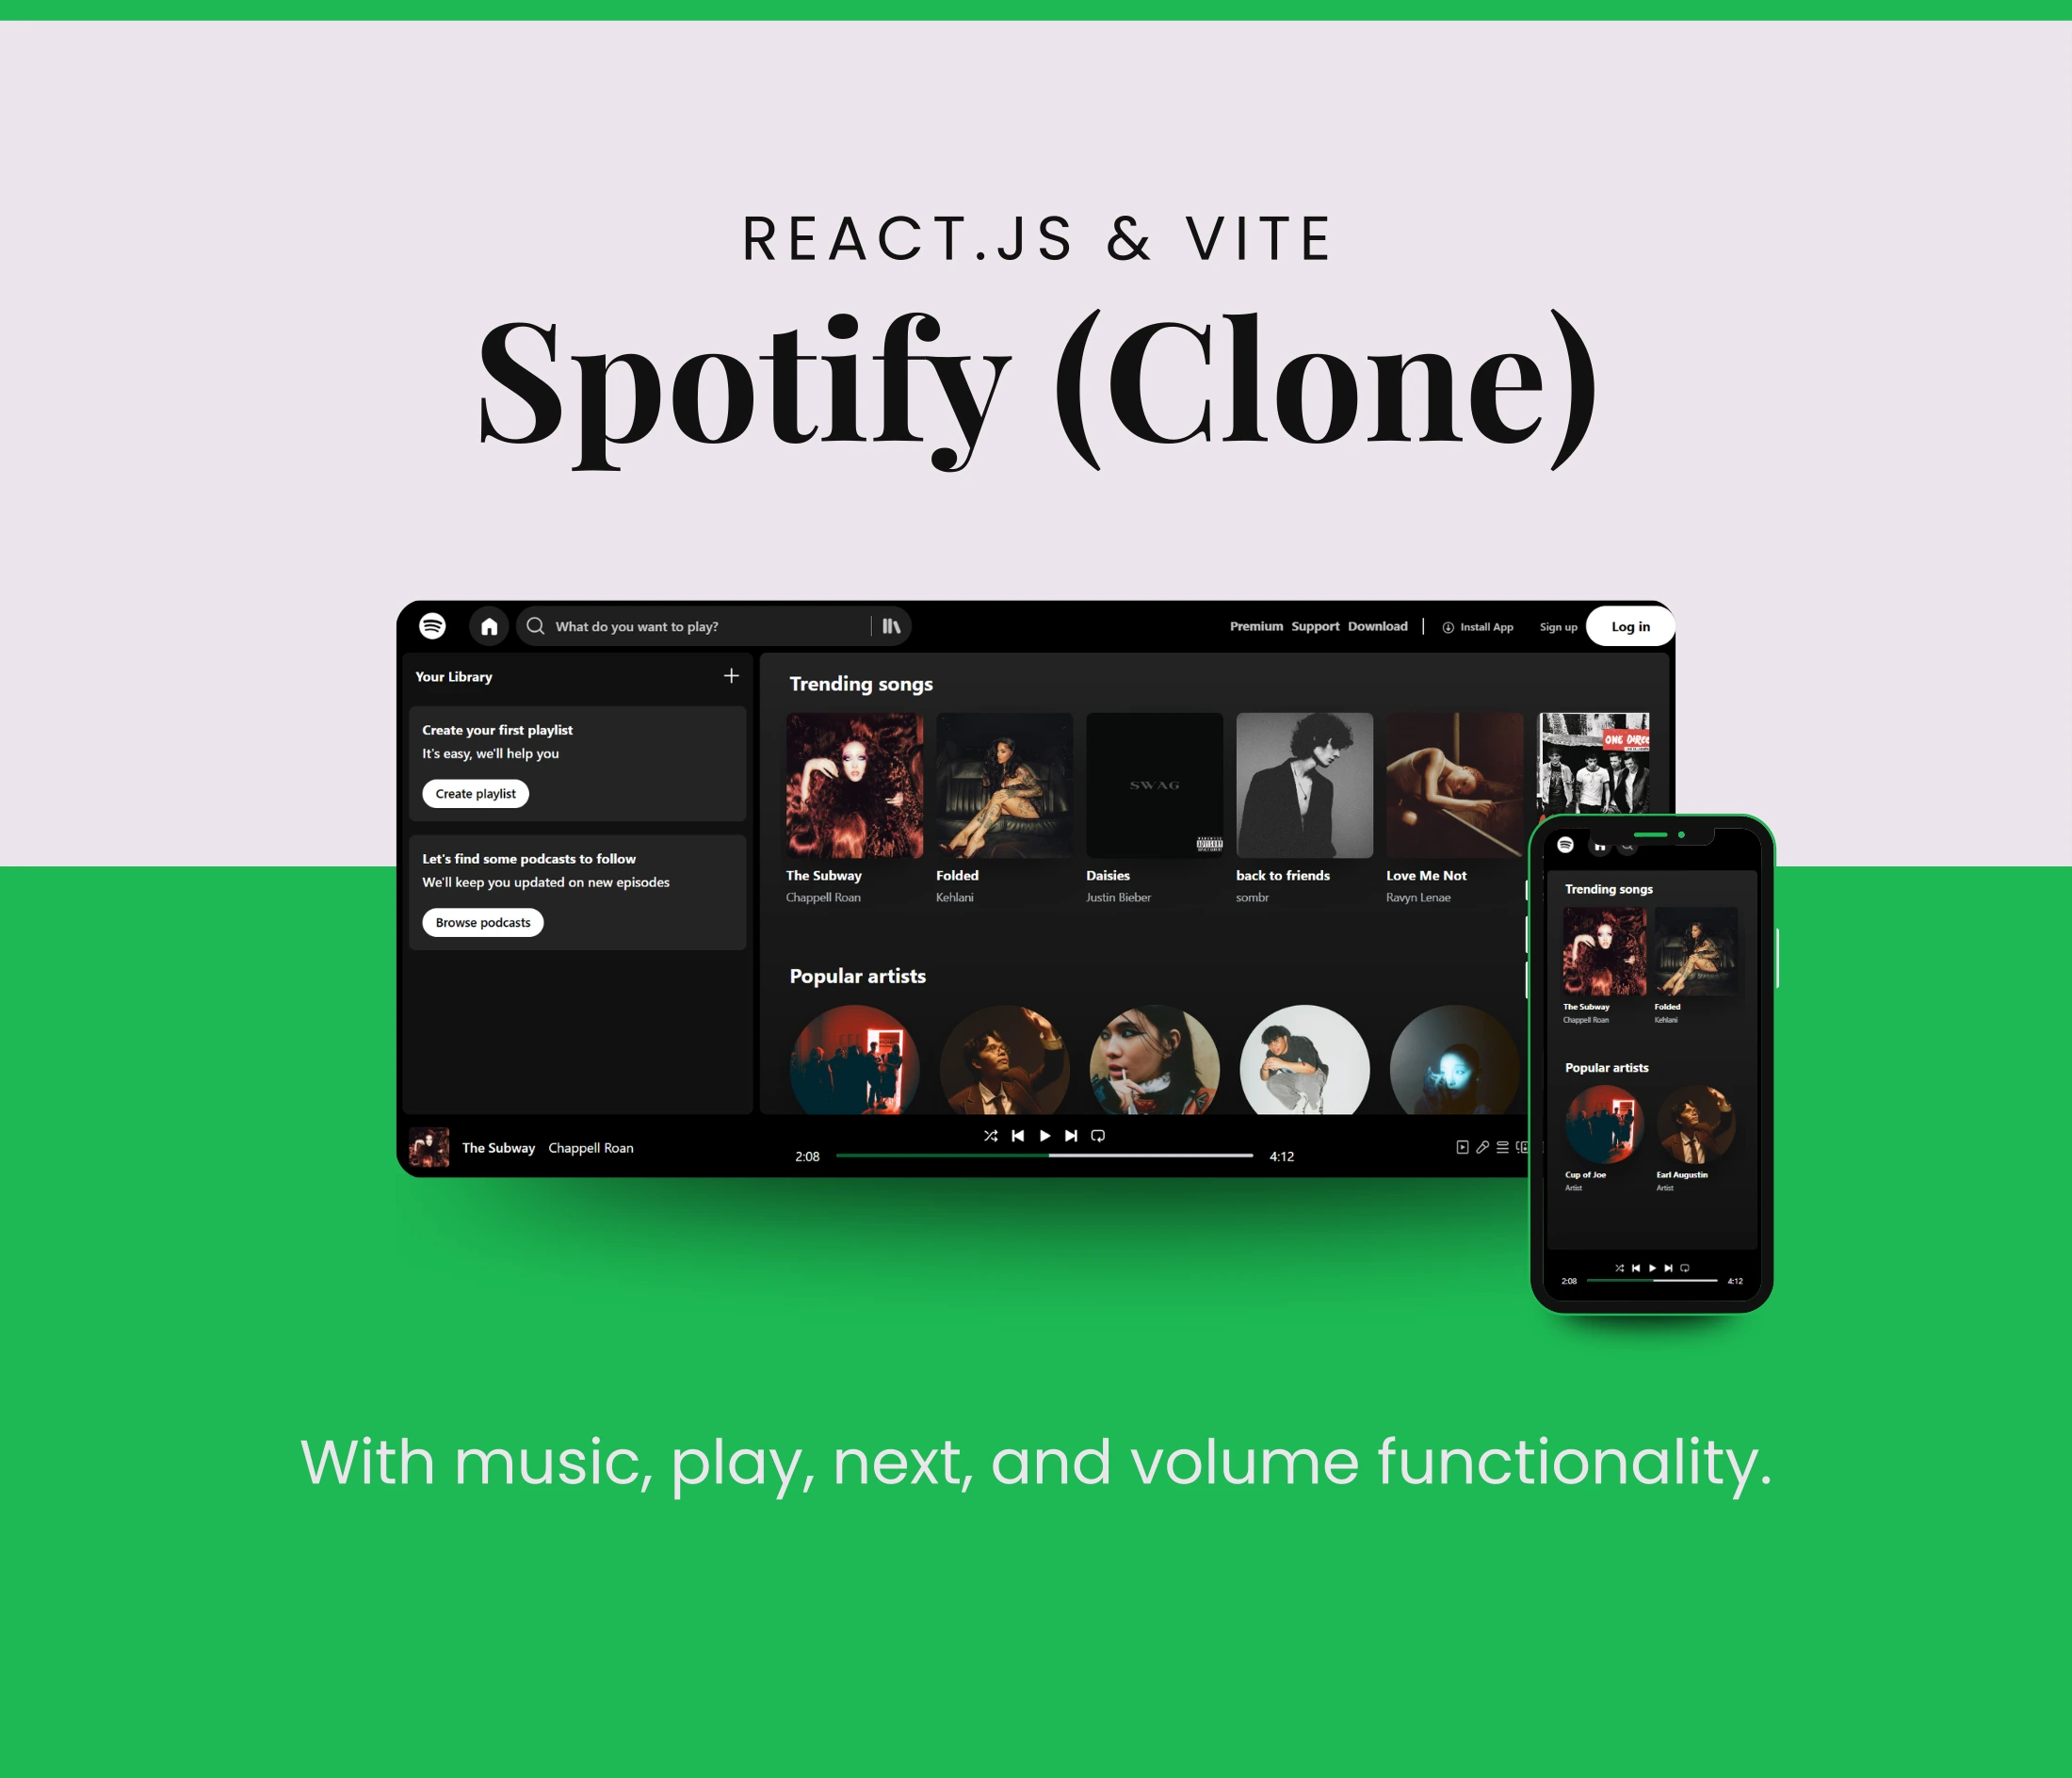 REACT.JS & VITE
Spotify (Clone)
What do you want to play?
Premium Support Download
Install App
Sign up
Log in
Your Library
Create your first playlist
It's easy, we'll help you
Create playlist
Let's find some podcasts to follow
We'll keep you updated on new episodes
Browse podcasts
Trending songs
SWAG
ONE DIREC
The Subway
Chappell Roan
Folded
Kehlani
Daisies
Justin Bieber
back to friends
sombr
Love Me Not
Ravyn Lenae
Popular artists
The Subway Chappell Roan
2:08
4:12
Trending songs
The Subway
Chappell Roan
Folded
Kehlani
Popular artists
Cup of Joe
Artist
Earl Augustin
Artist
2:08
4:12
With music, play, next, and volume functionality.